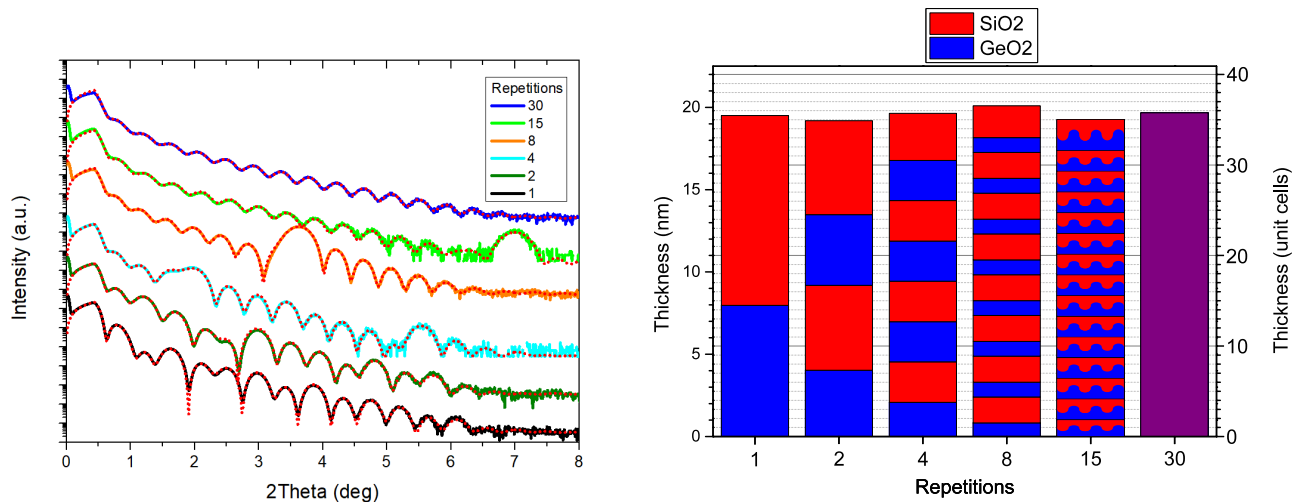 Repetitions
30
15
8
4
2
1
Intensity (a.u.)
0 1 2 3 4 5 6 7 8
2Theta (deg)
SiO2
GeO2
20
15
10
5
0
Thickness (nm)
40
30
20
10
0
Thickness (unit cells)
1 2 4 8 15 30
Repetitions